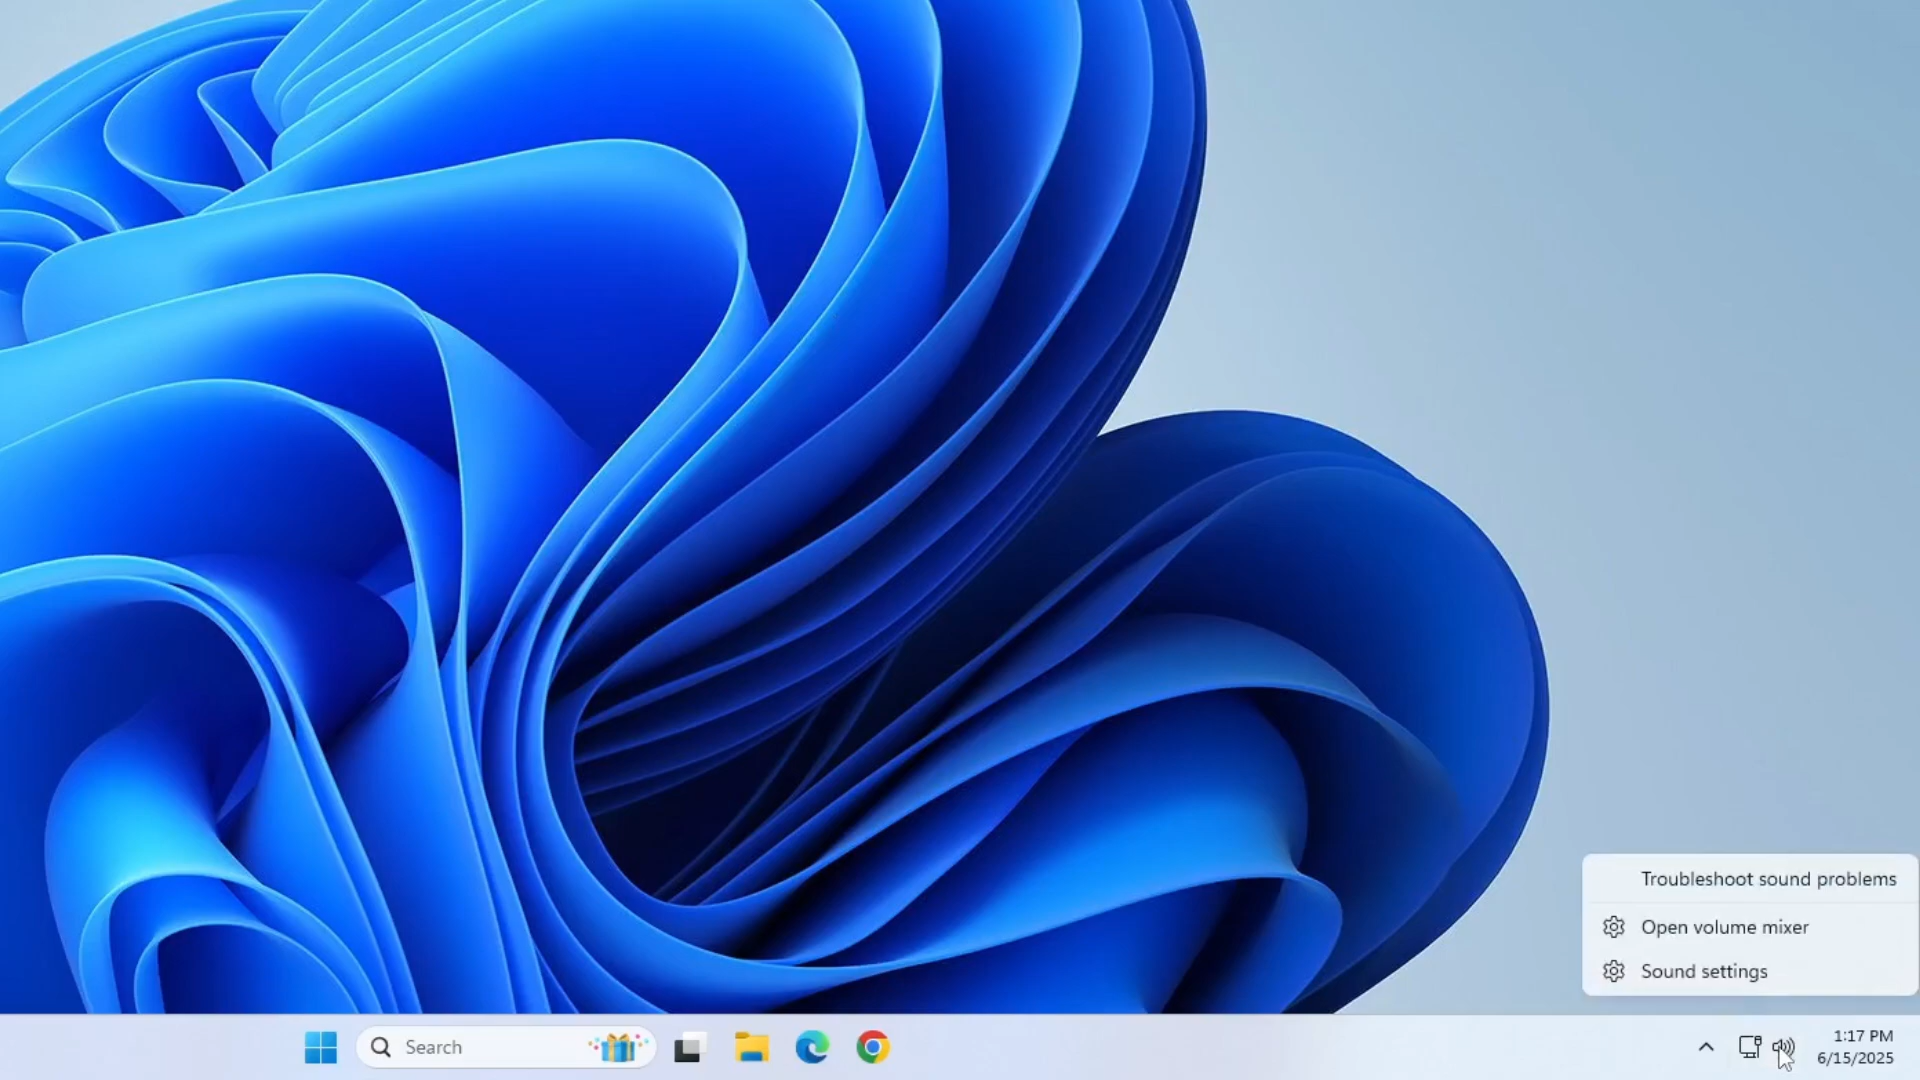 Troubleshoot sound problems
Open volume mixer
Sound settings
Search
1:17 PM
6/15/2025